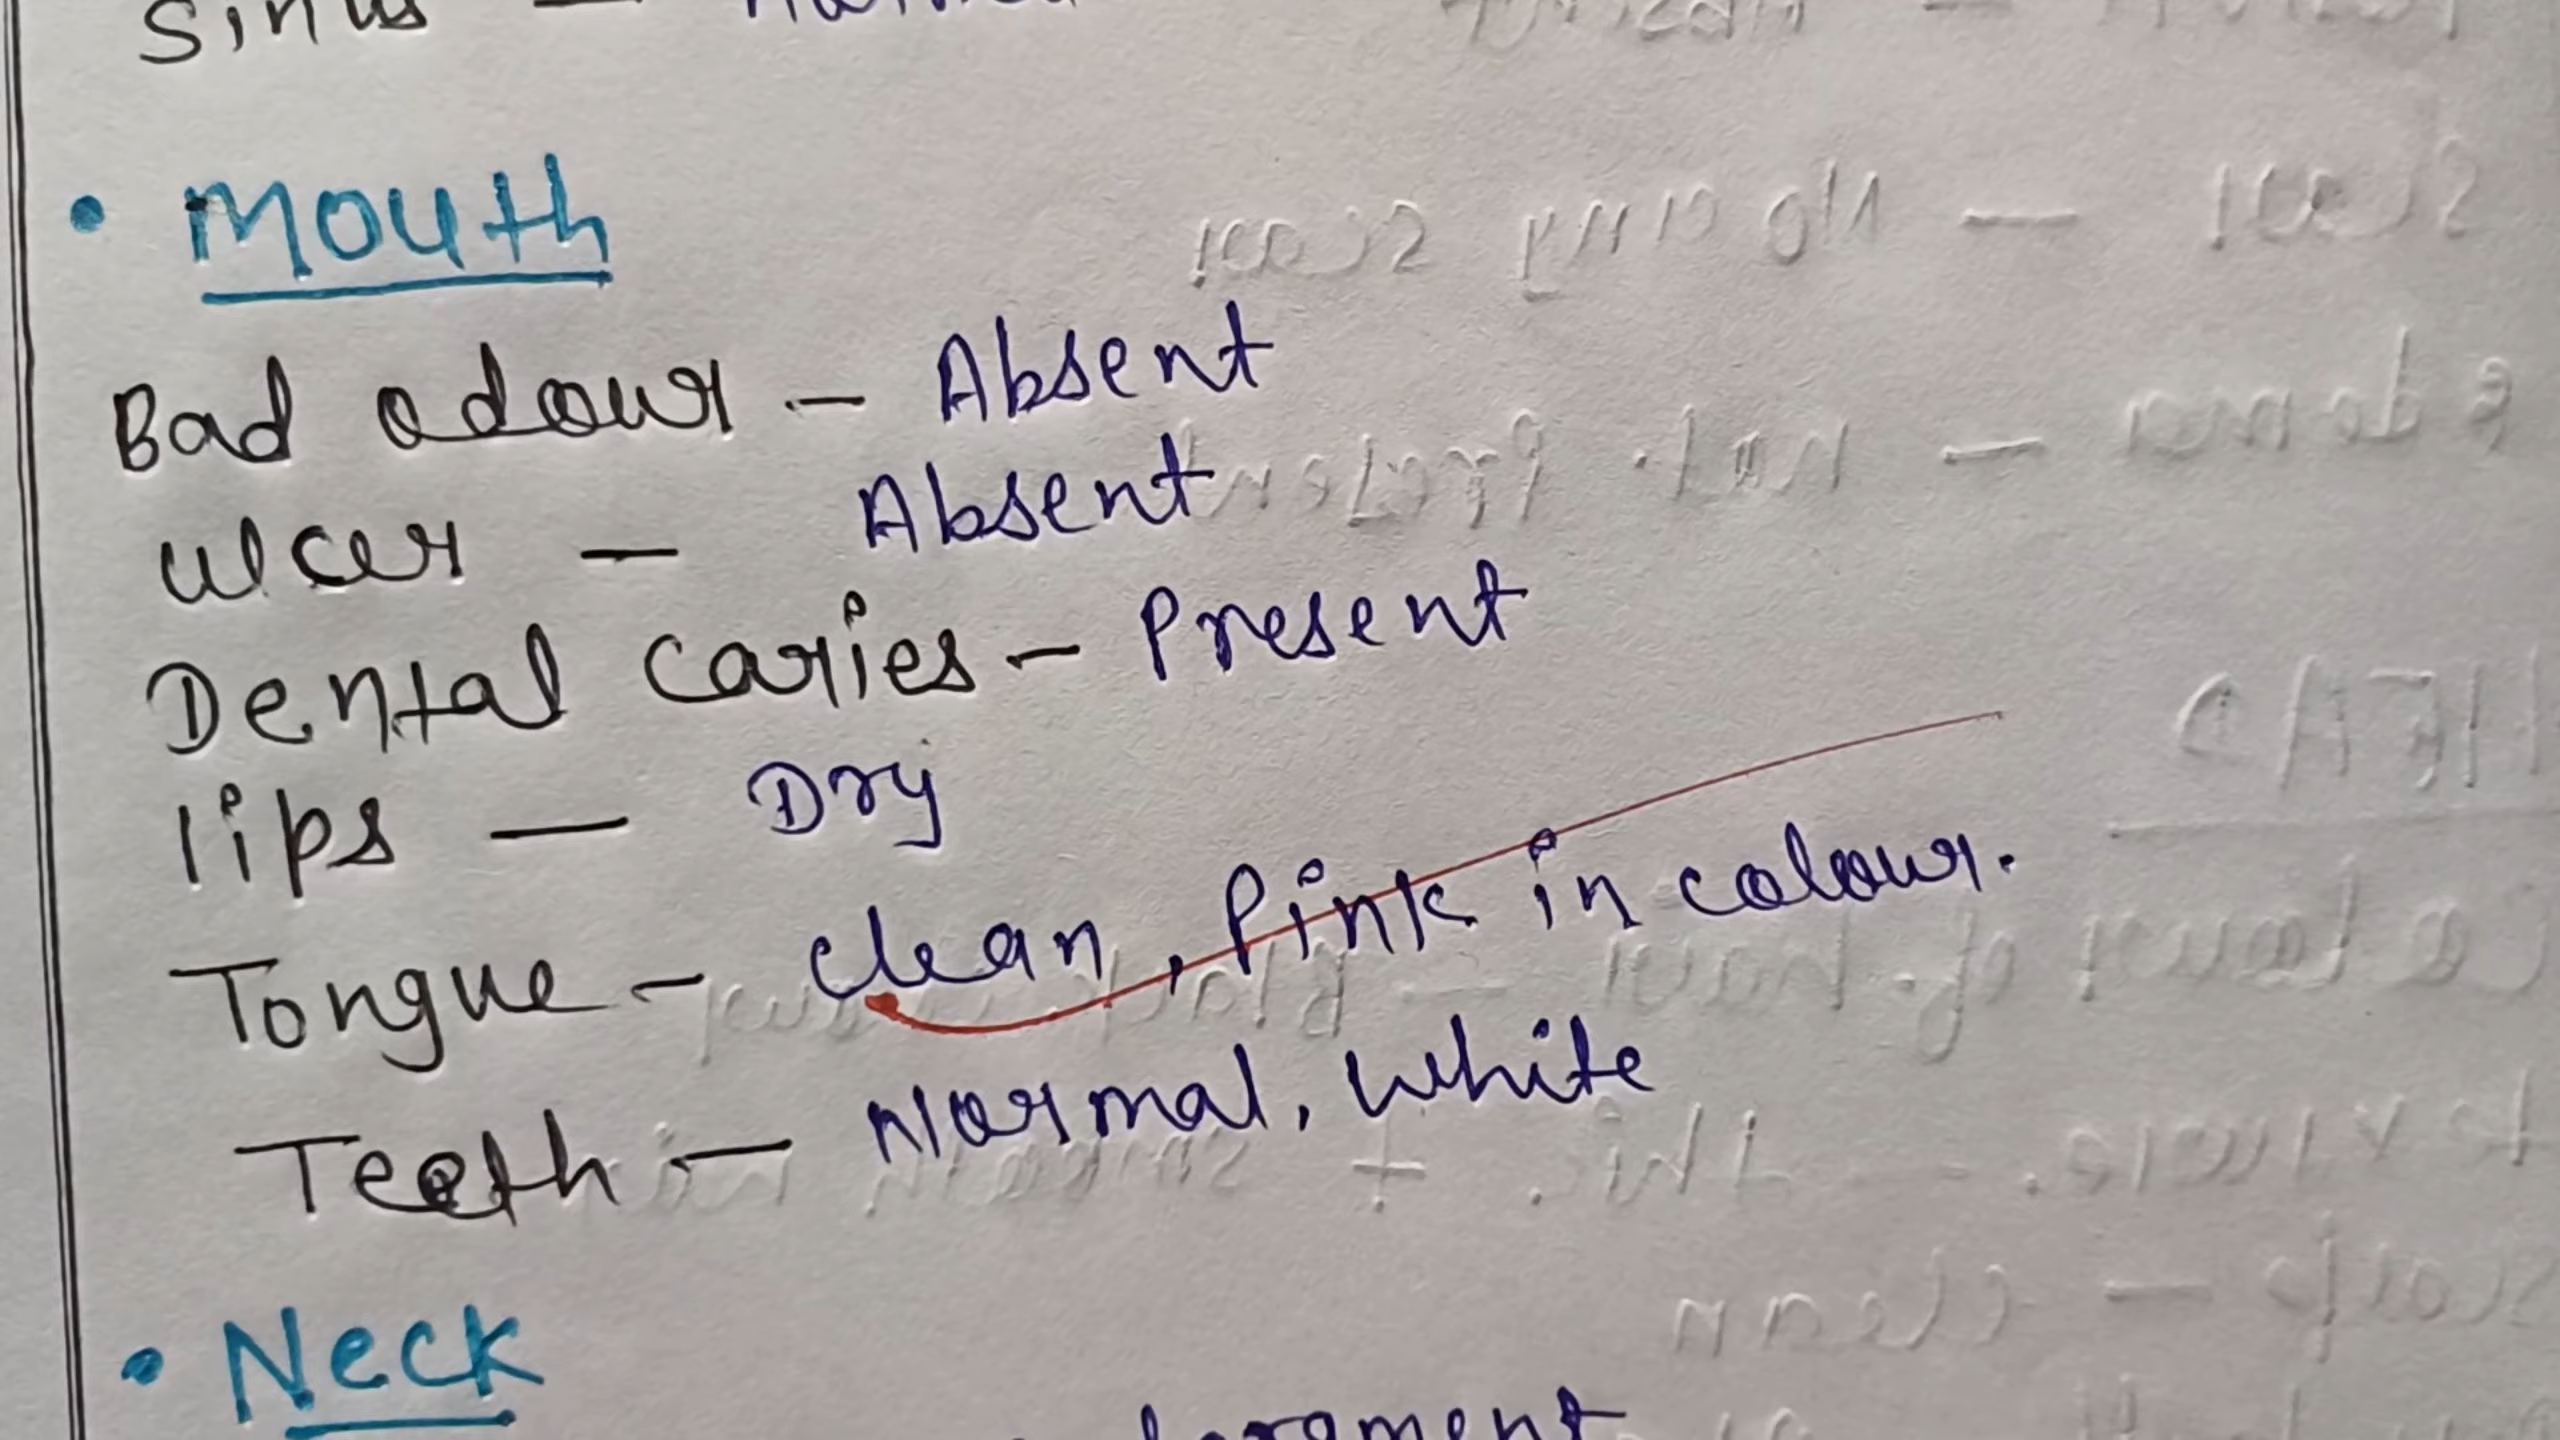 Sinus —
• Mouth
Bad odour – Absent
ulcer — Absent
Dental caries – Present
lips — Dry
Tongue – clean, Pink in colour.
Teeth — Normal, white
• Neck